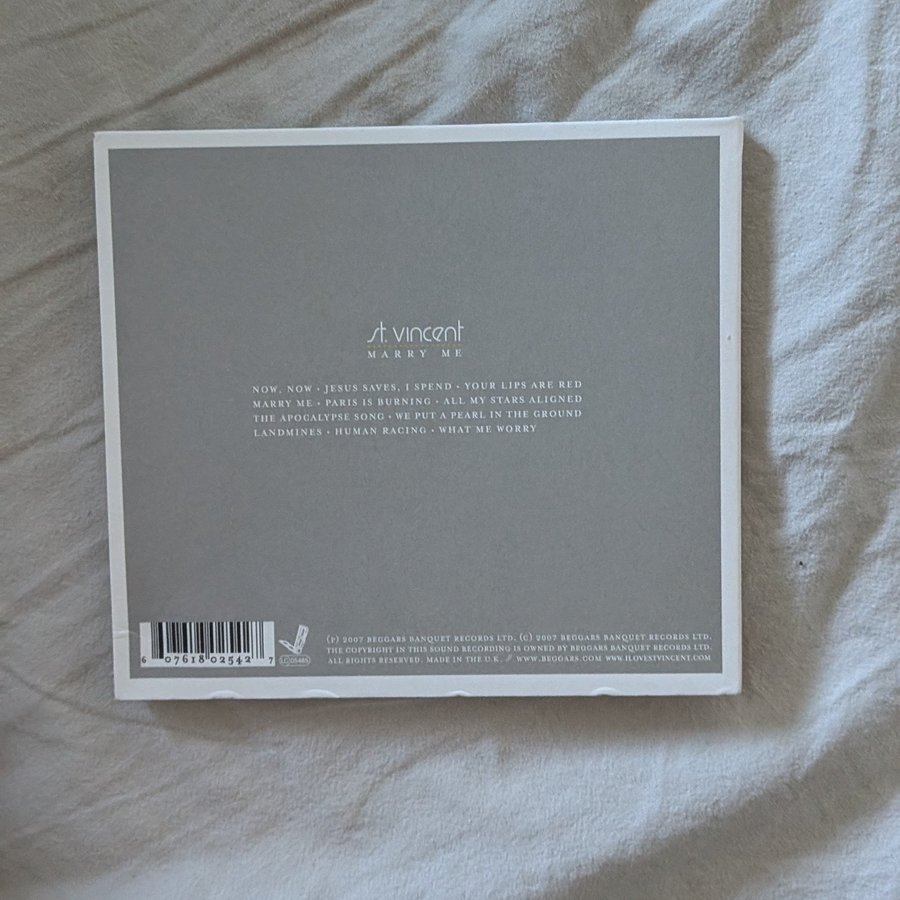 st. vincent
MARRY ME
NOW, NOW • JESUS SAVES, I SPEND • YOUR LIPS ARE RED
MARRY ME • PARIS IS BURNING • ALL MY STARS ALIGNED
THE APOCALYPSE SONG • WE PUT A PEARL IN THE GROUND
LANDMINES • HUMAN RACING • WHAT ME WORRY
6 07618 02542 7
LC 05485
(P) 2007 BEGGARS BANQUET RECORDS LTD. (C) 2007 BEGGARS BANQUET RECORDS LTD.
THE COPYRIGHT IN THIS SOUND RECORDING IS OWNED BY BEGGARS BANQUET RECORDS LTD.
ALL RIGHTS RESERVED. MADE IN THE U.K. // WWW.BEGGARS.COM WWW.ILOVESTVINCENT.COM